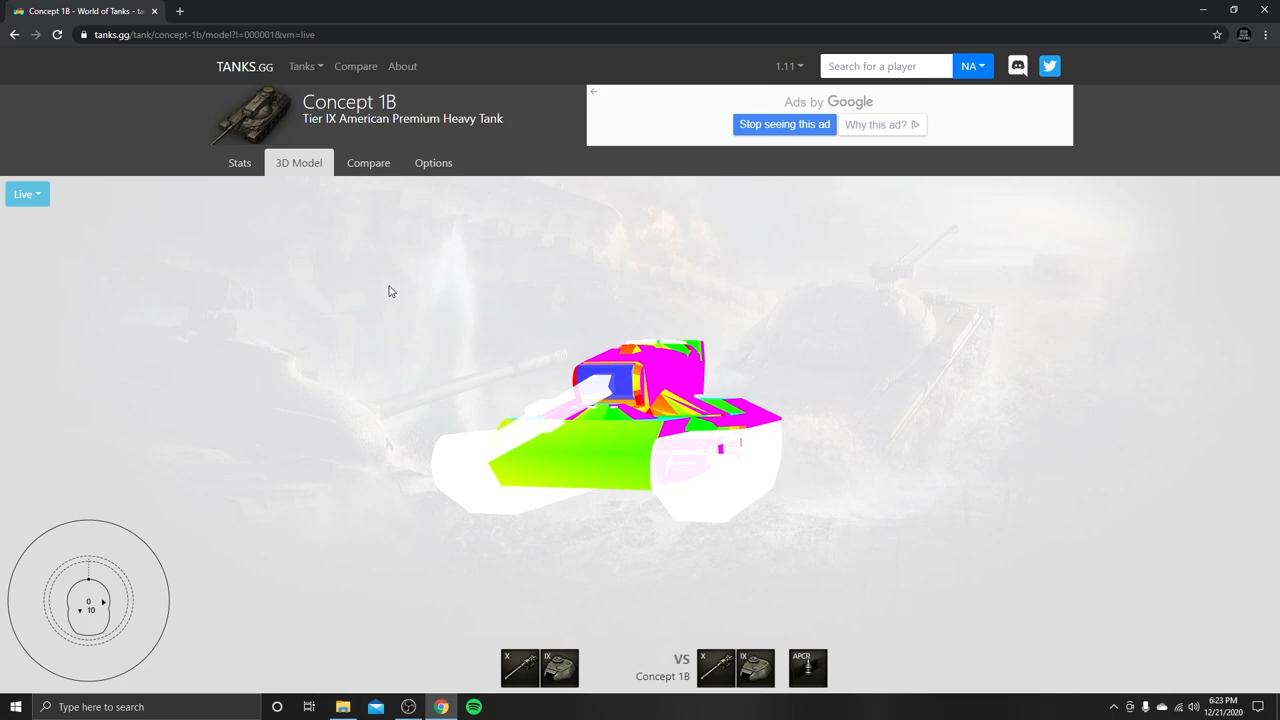 Concept 1B - World of Tanks - ta
tanks.gg/tank/concept-1b/model?l=000001&vm=live
TANKS.GG
Tanks
Compare
About
1.11
Search for a player
NA
Concept 1B
Tier IX American Premium Heavy Tank
Ads by Google
Stop seeing this ad
Why this ad?
Stats
3D Model
Compare
Options
Live
0
10
X
IX
VS
Concept 1B
X
IX
APCR
Type here to search
6:23 PM
12/21/2020